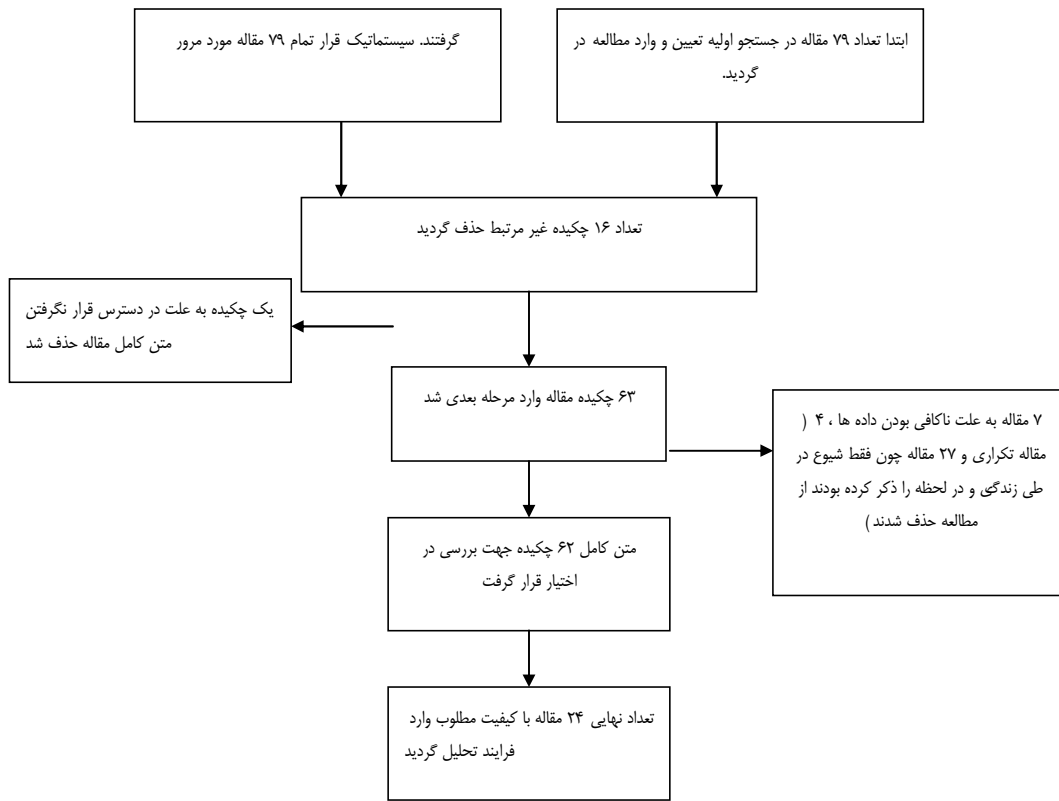 ابتدا تعداد ۷۹ مقاله در جستجو اولیه تعیین و وارد مطالعه در
گردید.
گرفتند. سیستماتیک قرار تمام ۷۹ مقاله مورد مرور
تعداد ۱۶ چکیده غیر مرتبط حذف گردید
یک چکیده به علت در دسترس قرار نگرفتن
متن کامل مقاله حذف شد
۶۳ چکیده مقاله وارد مرحله بعدی شد
۷ مقاله به علت ناکافی بودن داده ها ، ۴ (
مقاله تکراری و ۲۷ مقاله چون فقط شیوع در
طی زندگی و در لحظه را ذکر کرده بودند از
مطالعه حذف شدند)
متن کامل ۶۲ چکیده جهت بررسی در
اختیار قرار گرفت
تعداد نهایی ۲۴ مقاله با کیفیت مطلوب وارد
فرایند تحلیل گردید